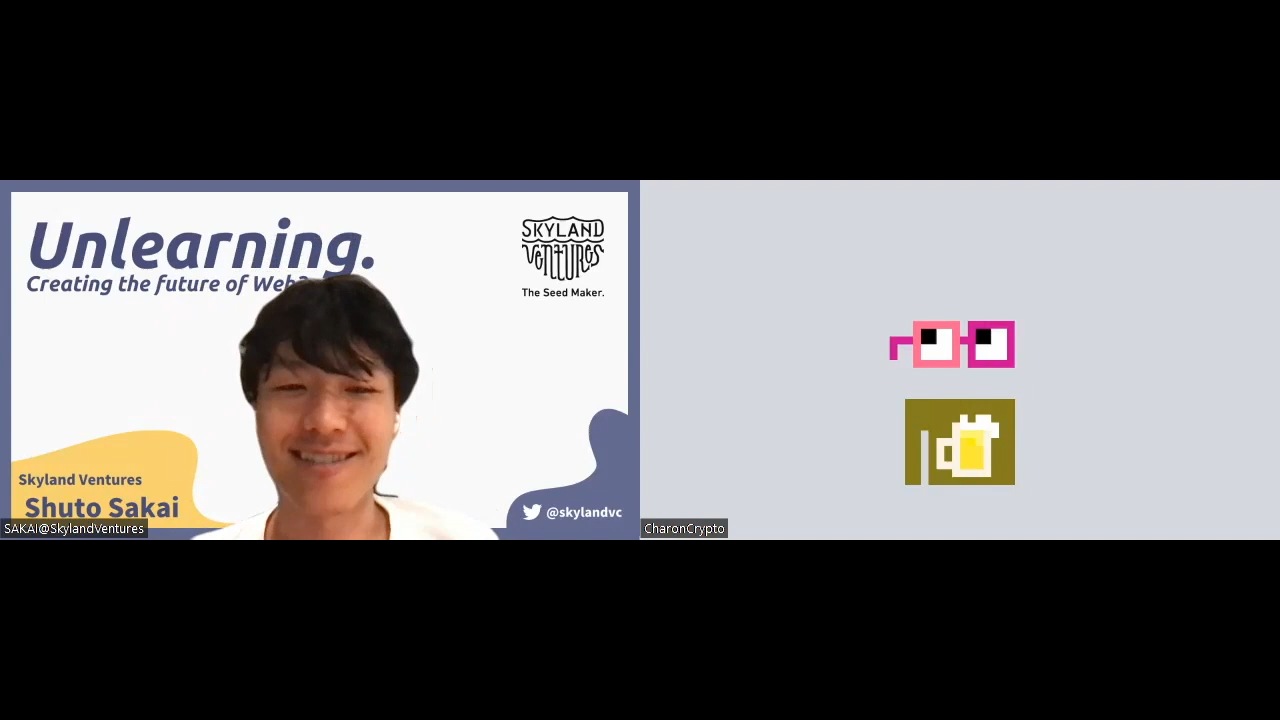 Unlearning.
Creating the future of Web
SKYLAND
VENTURES
The Seed Maker.
Skyland Ventures
Shuto Sakai
@skylandvc
SAKAI@SkylandVentures
CharonCrypto